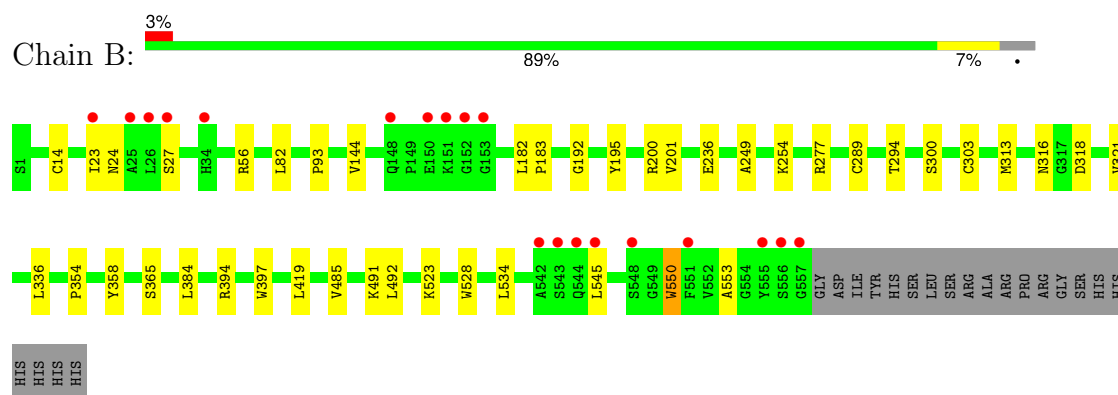 3%
Chain B:
89% 7% •
S1 C14 I23 N24 A25 L26 S27 H34 R56 L82 P93 V144 Q148 P149 E150 K151 G152 G153 L182 P183 G192 Y195 R200 V201 E236 A249 K254 R277 C289 T294 S300 C303 M313 N316 G317 D318 V321
L336 P354 Y358 S365 L384 R394 W397 L419 V485 K491 L492 K523 W528 L534 A542 S543 Q544 L545 S548 G549 W550 F551 V552 A553 G554 Y555 S556 G557 GLY ASP ILE TYR HIS SER LEU SER ARG ALA ARG PRO ARG GLY SER HIS HIS
HIS HIS HIS HIS